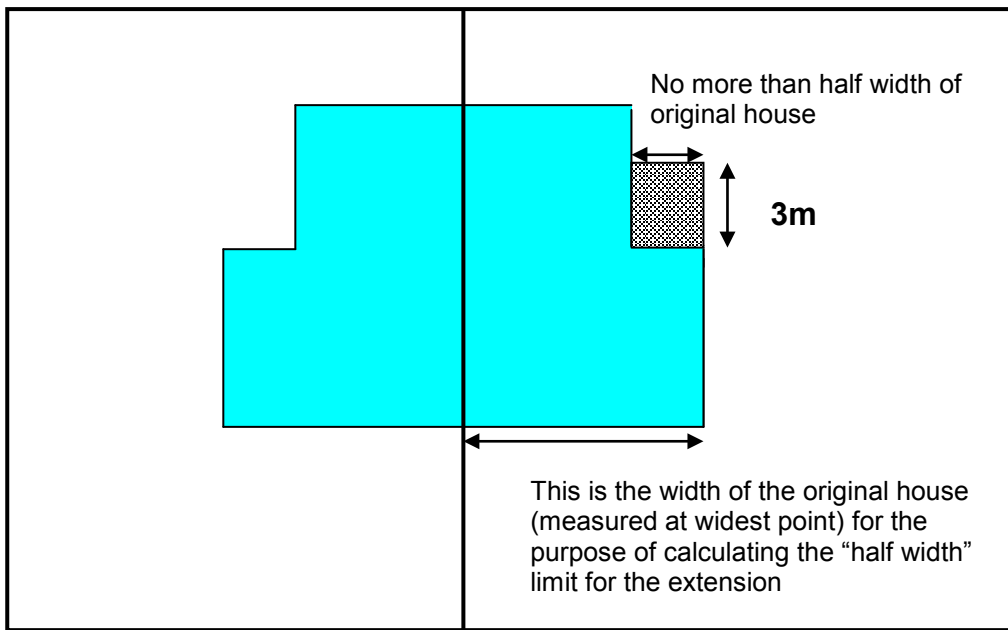 No more than half width of
original house
3m
This is the width of the original house
(measured at widest point) for the
purpose of calculating the “half width”
limit for the extension